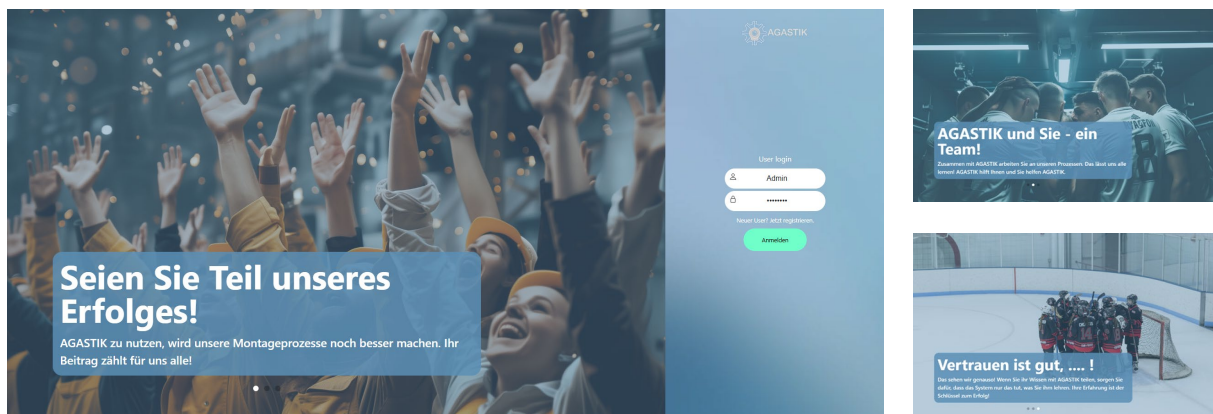 Seien Sie Teil unseres
Erfolges!
AGASTIK zu nutzen, wird unsere Montageprozesse noch besser machen. Ihr
Beitrag zählt für uns alle!
AGASTIK
User login
Admin
••••••••
Neuer User? Jetzt registrieren.
Anmelden
AGASTIK und Sie - ein
Team!
Zusammen mit AGASTIK arbeiten Sie an unseren Prozessen: Das lässt uns alle
lernen! AGASTIK hilft Ihnen und Sie helfen AGASTIK.
Vertrauen ist gut, .... !
Das sehen wir genauso! Wenn Sie Ihr Wissen mit AGASTIK teilen, sorgen Sie
dafür, dass das System nur das tut, was Sie ihm lehren. Ihre Erfahrung ist der
Schlüssel zum Erfolg!